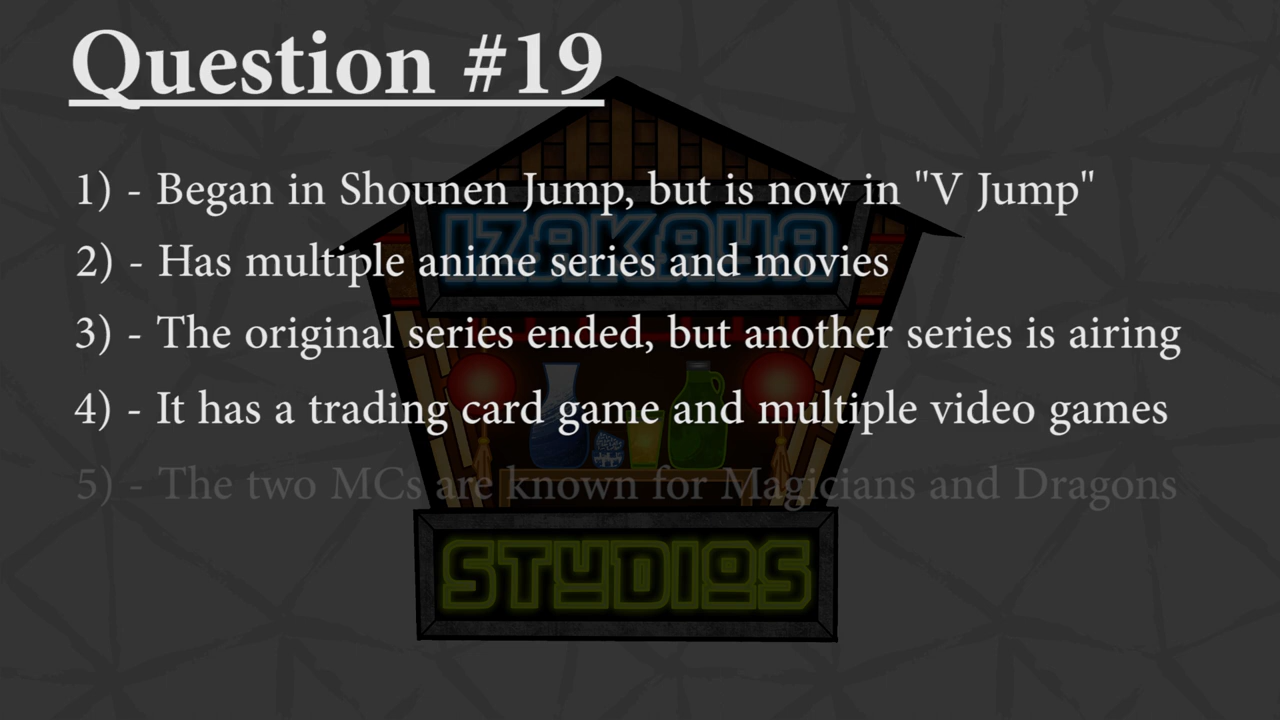 Question #19
1) - Began in Shounen Jump, but is now in "V Jump"
IZAKAYA
2) - Has multiple anime series and movies
3) - The original series ended, but another series is airing
4) - It has a trading card game and multiple video games
5) - The two MCs are known for Magicians and Dragons
STUDIOS